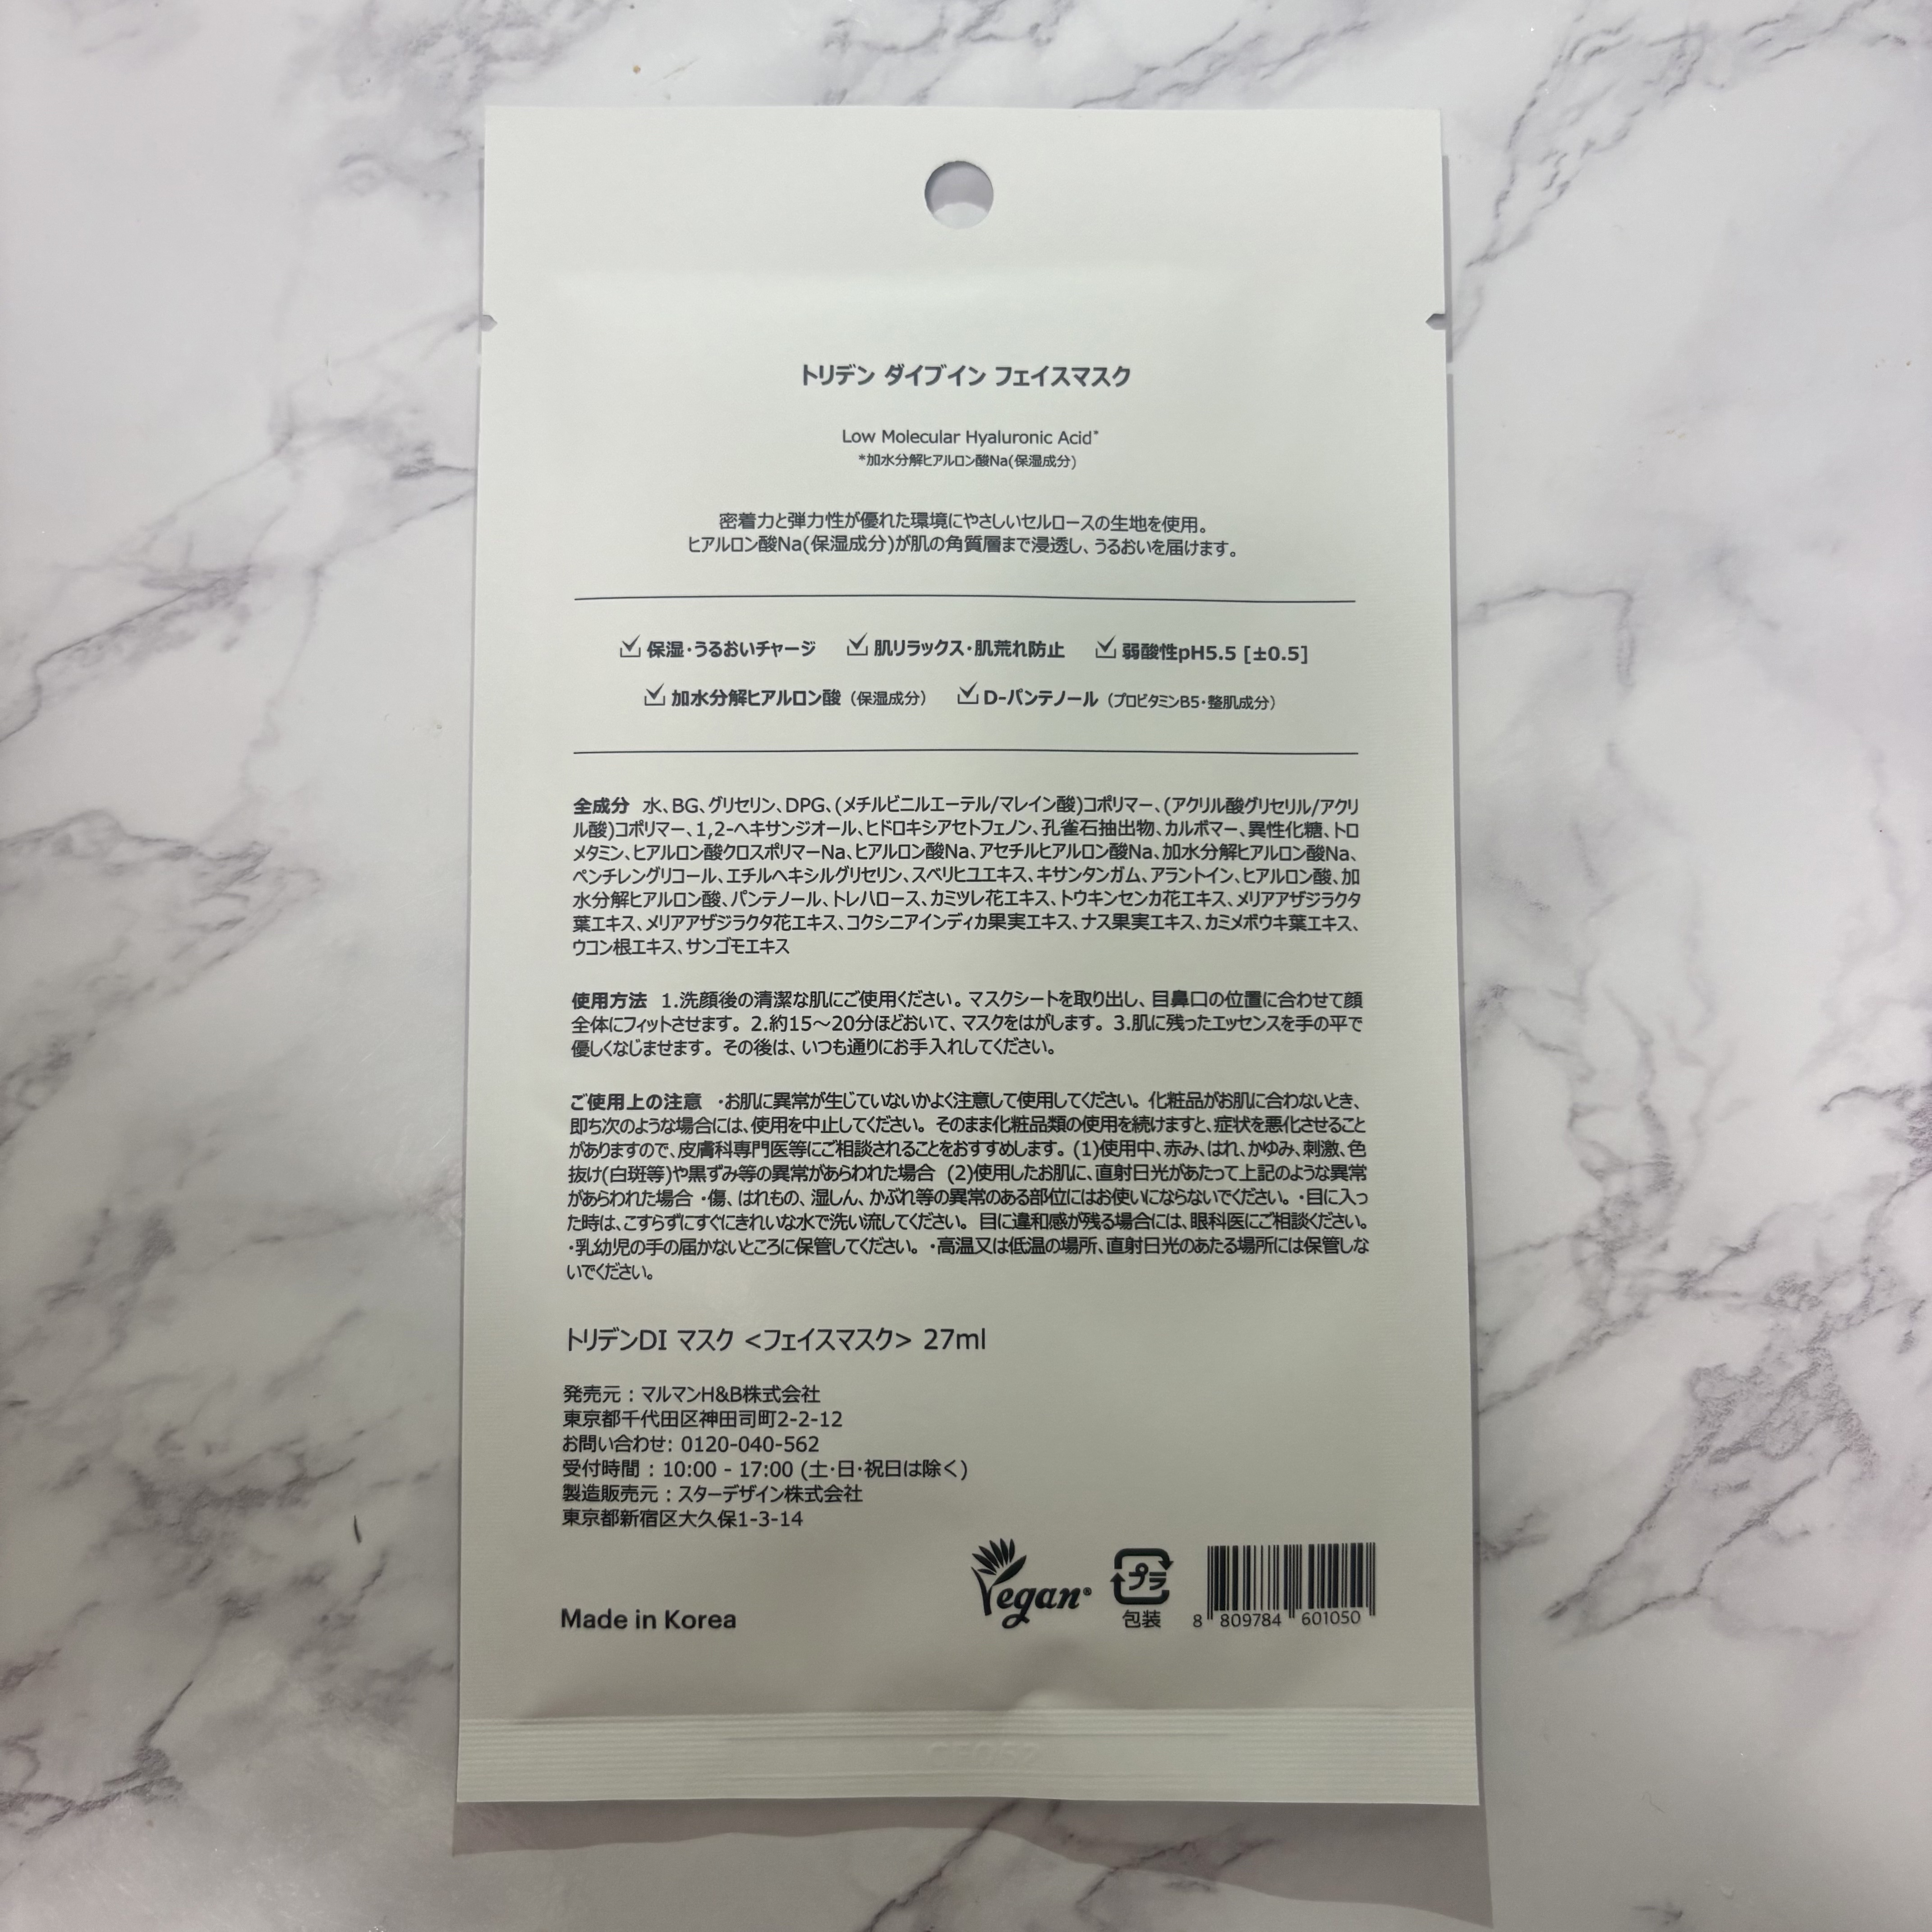 トリデン ダイブイン フェイスマスク
Low Molecular Hyaluronic Acid*
*加水分解ヒアルロン酸Na(保湿成分)
密着力と弾力性が優れた環境にやさしいセルロースの生地を使用。
ヒアルロン酸Na(保湿成分)が肌の角質層まで浸透し、うるおいを届けます。
保湿・うるおいチャージ 肌リラックス・肌荒れ防止 弱酸性pH5.5 [±0.5]
加水分解ヒアルロン酸（保湿成分） D-パンテノール（プロビタミンB5・整肌成分）
全成分 水、BG、グリセリン、DPG、(メチルビニルエーテル/マレイン酸)コポリマー、(アクリル酸グリセリル/アクリ
ル酸)コポリマー、1,2-ヘキサンジオール、ヒドロキシアセトフェノン、孔雀石抽出物、カルボマー、異性化糖、トロ
メタミン、ヒアルロン酸クロスポリマーNa、ヒアルロン酸Na、アセチルヒアルロン酸Na、加水分解ヒアルロン酸Na、
ペンチレングリコール、エチルヘキシルグリセリン、スベリヒユエキス、キサンタンガム、アラントイン、ヒアルロン酸、加
水分解ヒアルロン酸、パンテノール、トレハロース、カミツレ花エキス、トウキンセンカ花エキス、メリアアザジラクタ
葉エキス、メリアアザジラクタ花エキス、コクシニアインディカ果実エキス、ナス果実エキス、カミメボウキ葉エキス、
ウコン根エキス、サンゴモエキス
使用方法 1.洗顔後の清潔な肌にご使用ください。マスクシートを取り出し、目鼻口の位置に合わせて顔
全体にフィットさせます。2.約15～20分ほどおいて、マスクをはがします。3.肌に残ったエッセンスを手の平で
優しくなじませます。その後は、いつも通りにお手入れしてください。
ご使用上の注意 ・お肌に異常が生じていないかよく注意して使用してください。化粧品がお肌に合わないとき、
即ち次のような場合には、使用を中止してください。そのまま化粧品類の使用を続けますと、症状を悪化させること
がありますので、皮膚科専門医等にご相談されることをおすすめします。(1)使用中、赤み、はれ、かゆみ、刺激、色
抜け(白斑等)や黒ずみ等の異常があらわれた場合 (2)使用したお肌に、直射日光があたって上記のような異常
があらわれた場合 ・傷、はれもの、湿しん、かぶれ等の異常のある部位にはお使いにならないでください。・目に入っ
た時は、こすらずにすぐにきれいな水で洗い流してください。目に違和感が残る場合には、眼科医にご相談ください。
・乳幼児の手の届かないところに保管してください。・高温又は低温の場所、直射日光のあたる場所には保管しな
いでください。
トリデンDI マスク <フェイスマスク> 27ml
発売元：マルマンH&B株式会社
東京都千代田区神田司町2-2-12
お問い合わせ: 0120-040-562
受付時間：10:00 - 17:00 (土・日・祝日は除く)
製造販売元：スターデザイン株式会社
東京都新宿区大久保1-3-14
Made in Korea
Vegan®
プラ
包装
8 809784 601050